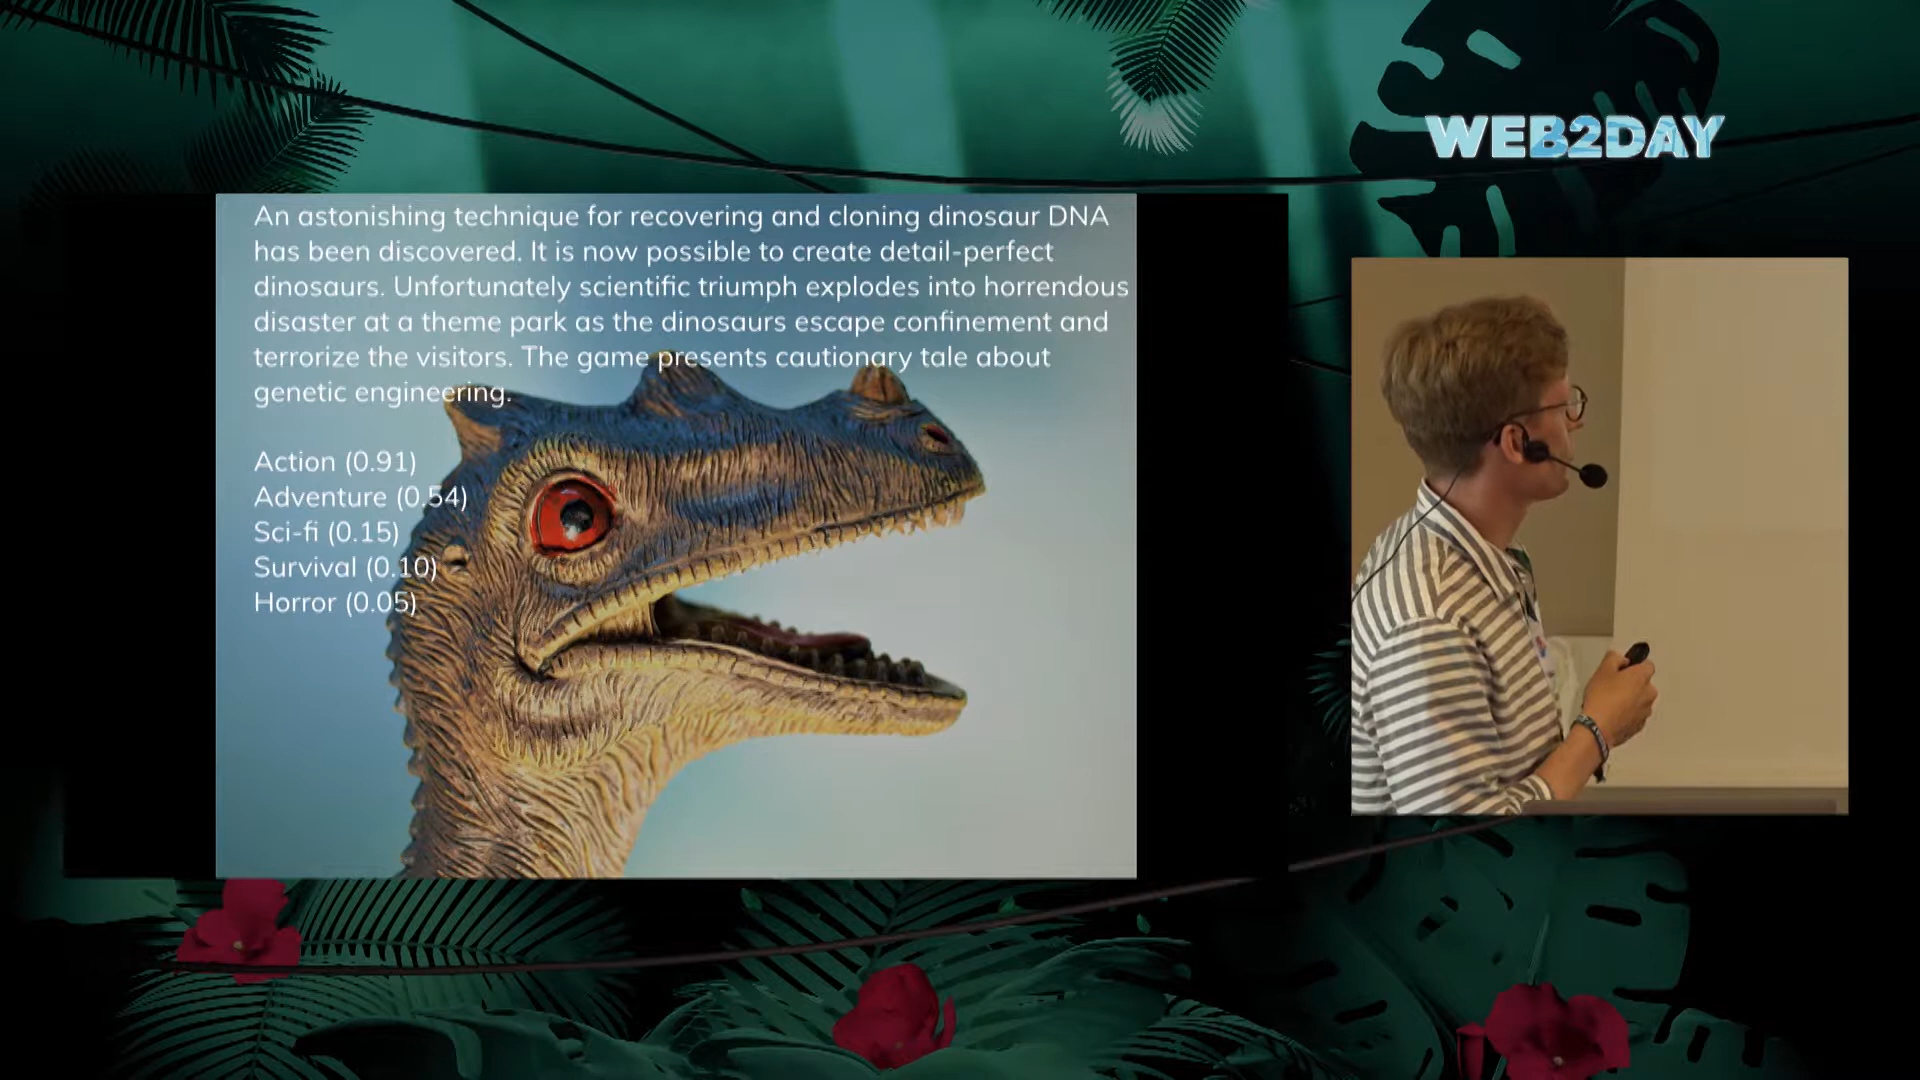 WEB2DAY
An astonishing technique for recovering and cloning dinosaur DNA
has been discovered. It is now possible to create detail-perfect
dinosaurs. Unfortunately scientific triumph explodes into horrendous
disaster at a theme park as the dinosaurs escape confinement and
terrorize the visitors. The game presents cautionary tale about
genetic engineering.
Action (0.91)
Adventure (0.54)
Sci-fi (0.15)
Survival (0.10)
Horror (0.05)